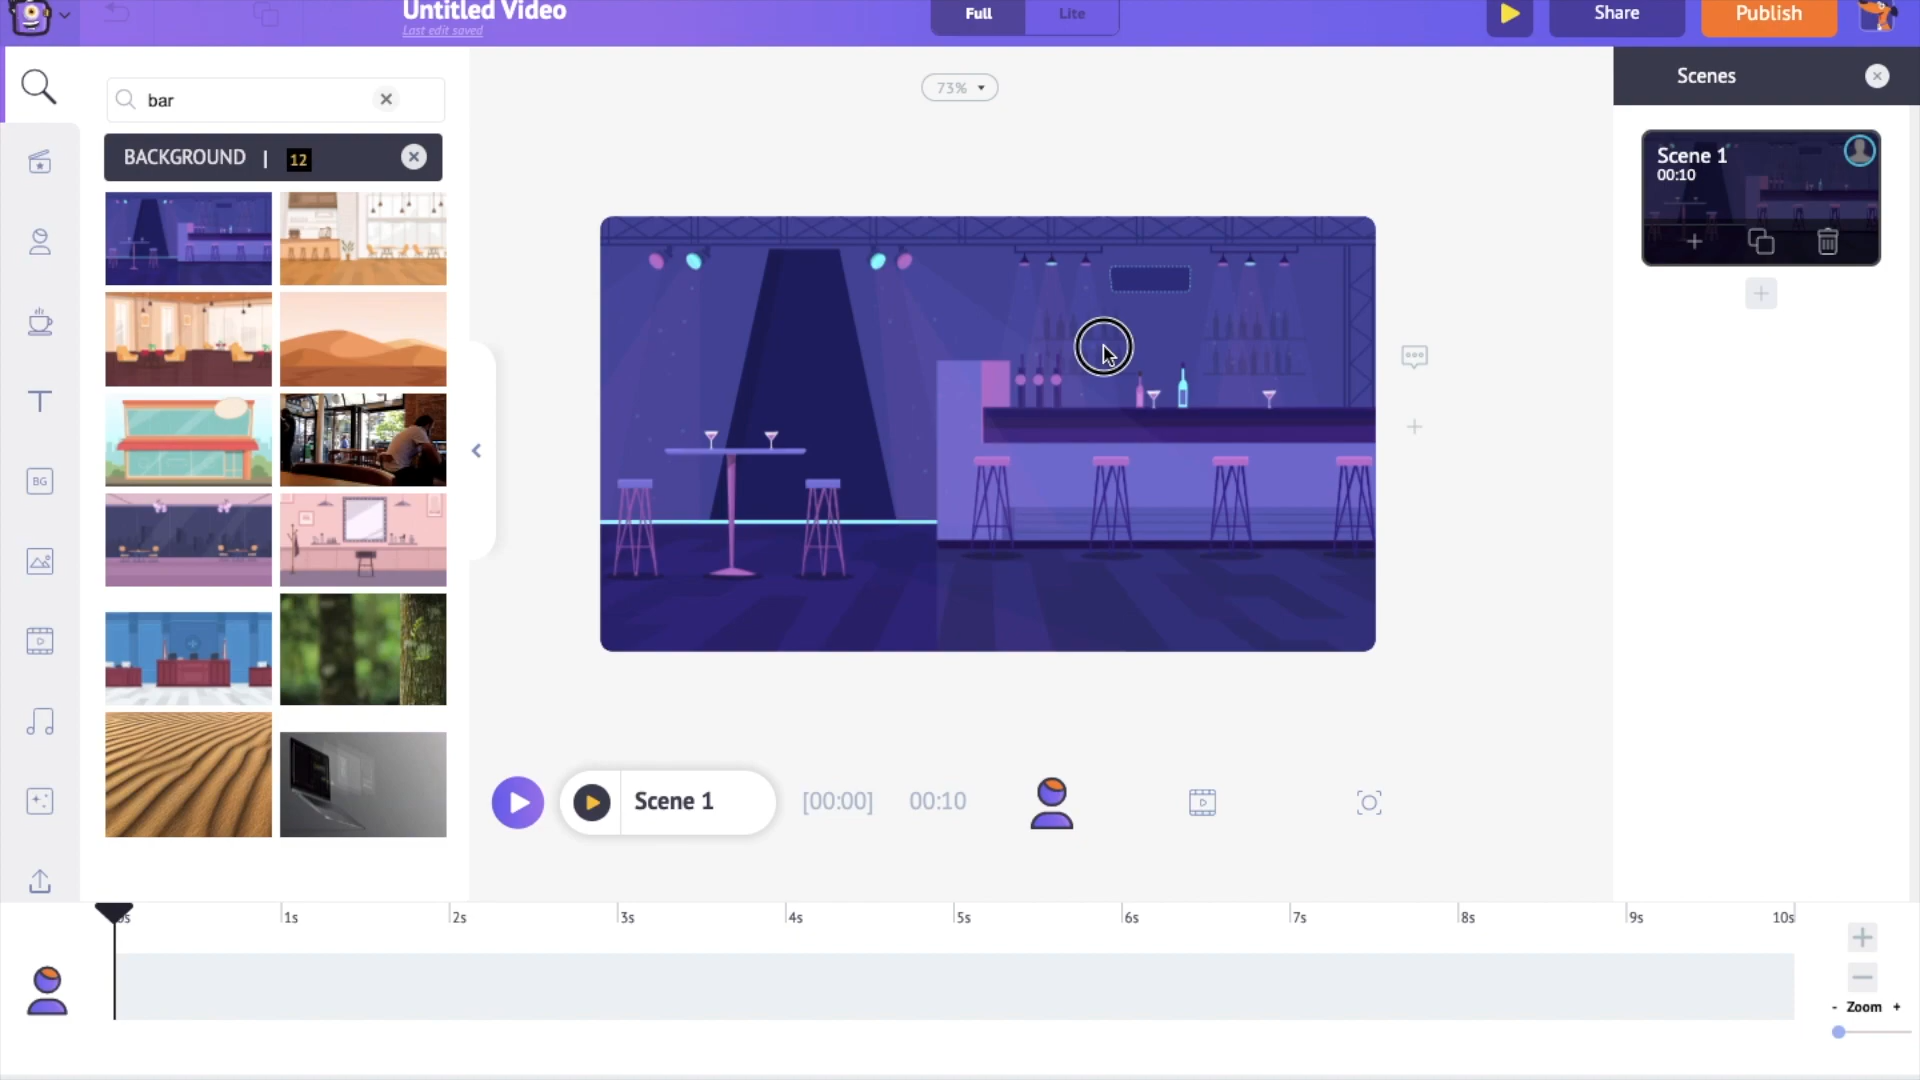 Untitled Video
Last edit saved
Full
Lite
Share
Publish
bar
73%
Scenes
BACKGROUND | 12
Scene 1
00:10
T
BG
Scene 1
[00:00]
00:10
1s
2s
3s
4s
5s
6s
7s
8s
9s
10s
- Zoom +